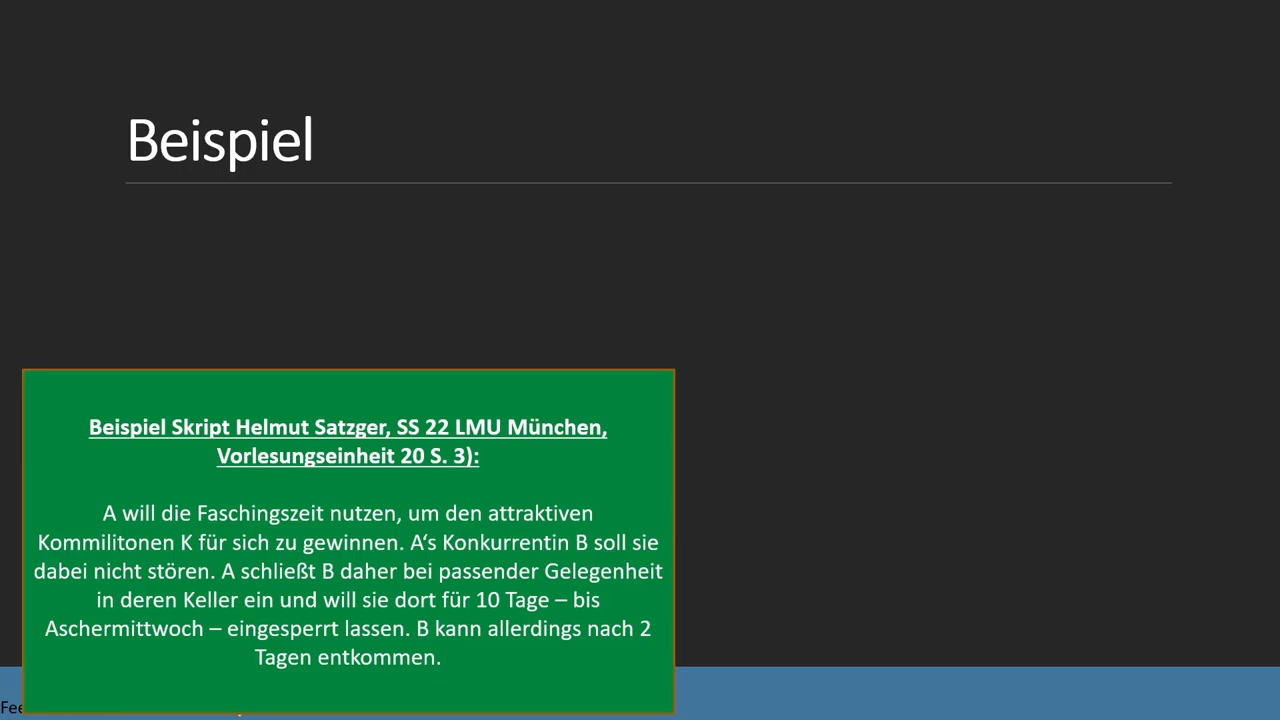 Beispiel
Beispiel Skript Helmut Satzger, SS 22 LMU München,
Vorlesungseinheit 20 S. 3):
A will die Faschingszeit nutzen, um den attraktiven
Kommilitonen K für sich zu gewinnen. A‘s Konkurrentin B soll sie
dabei nicht stören. A schließt B daher bei passender Gelegenheit
in deren Keller ein und will sie dort für 10 Tage – bis
Aschermittwoch – eingesperrt lassen. B kann allerdings nach 2
Tagen entkommen.